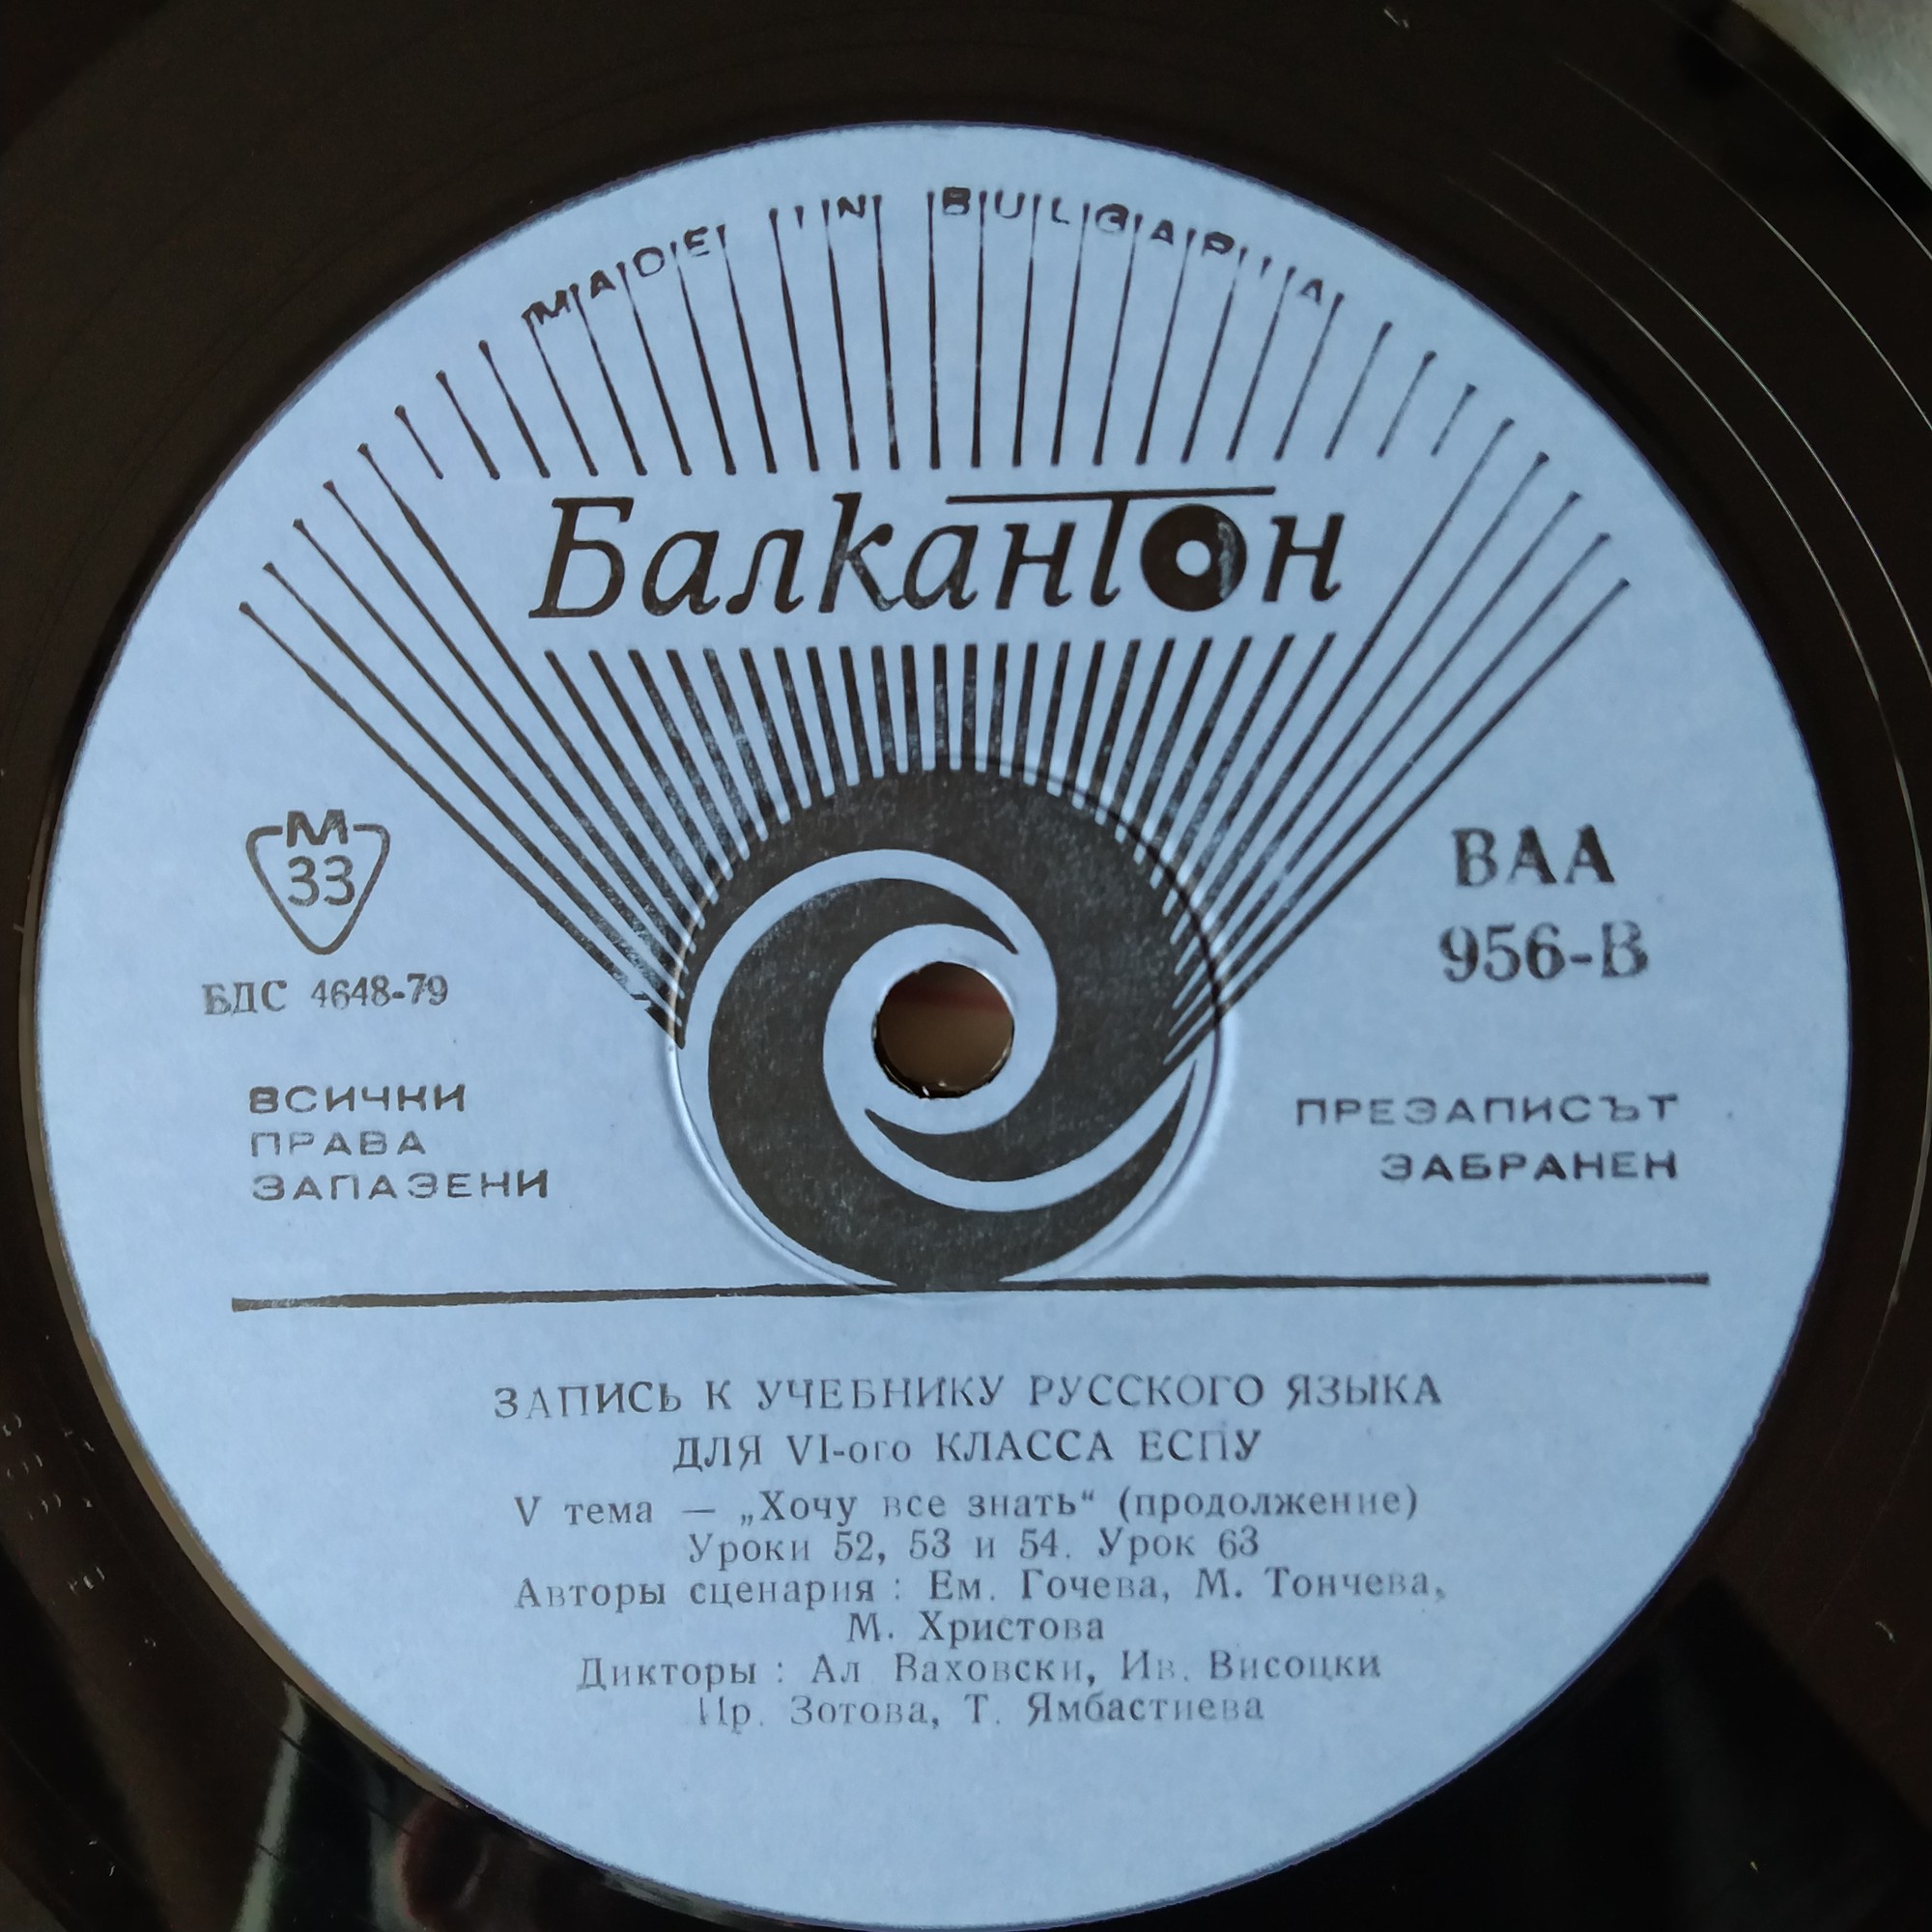 MADE IN BULGARIA
Балкантон
М
33
БДС 4648-79
ВАА
956-В
ВСИЧКИ
ПРАВА
ЗАПАЗЕНИ
ПРЕЗАПИСЪТ
ЗАБРАНЕН
ЗАПИСЬ К УЧЕБНИКУ РУССКОГО ЯЗЫКА
ДЛЯ VI-ого КЛАССА ЕСПУ
V тема — „Хочу все знать“ (продолжение)
Уроки 52, 53 и 54. Урок 63
Авторы сценария : Ем. Гочева, М. Тончева,
М. Христова
Дикторы : Ал Ваховски, Ив. Висоцки
Ир. Зотова, Т. Ямбастиева